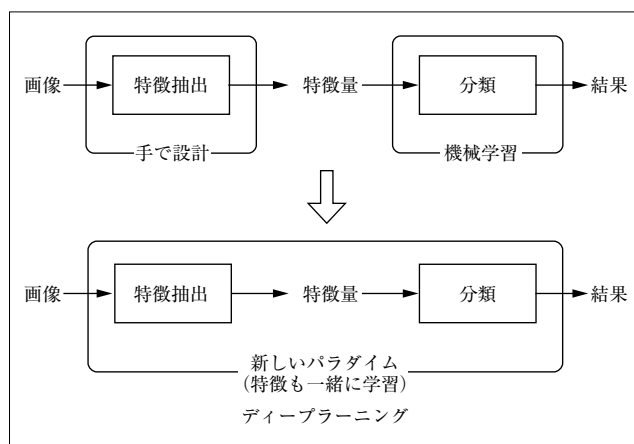 画像
特徴抽出
特徴量
分類
結果
手で設計
機械学習
画像
特徴抽出
特徴量
分類
結果
新しいパラダイム
（特徴も一緒に学習）
ディープラーニング